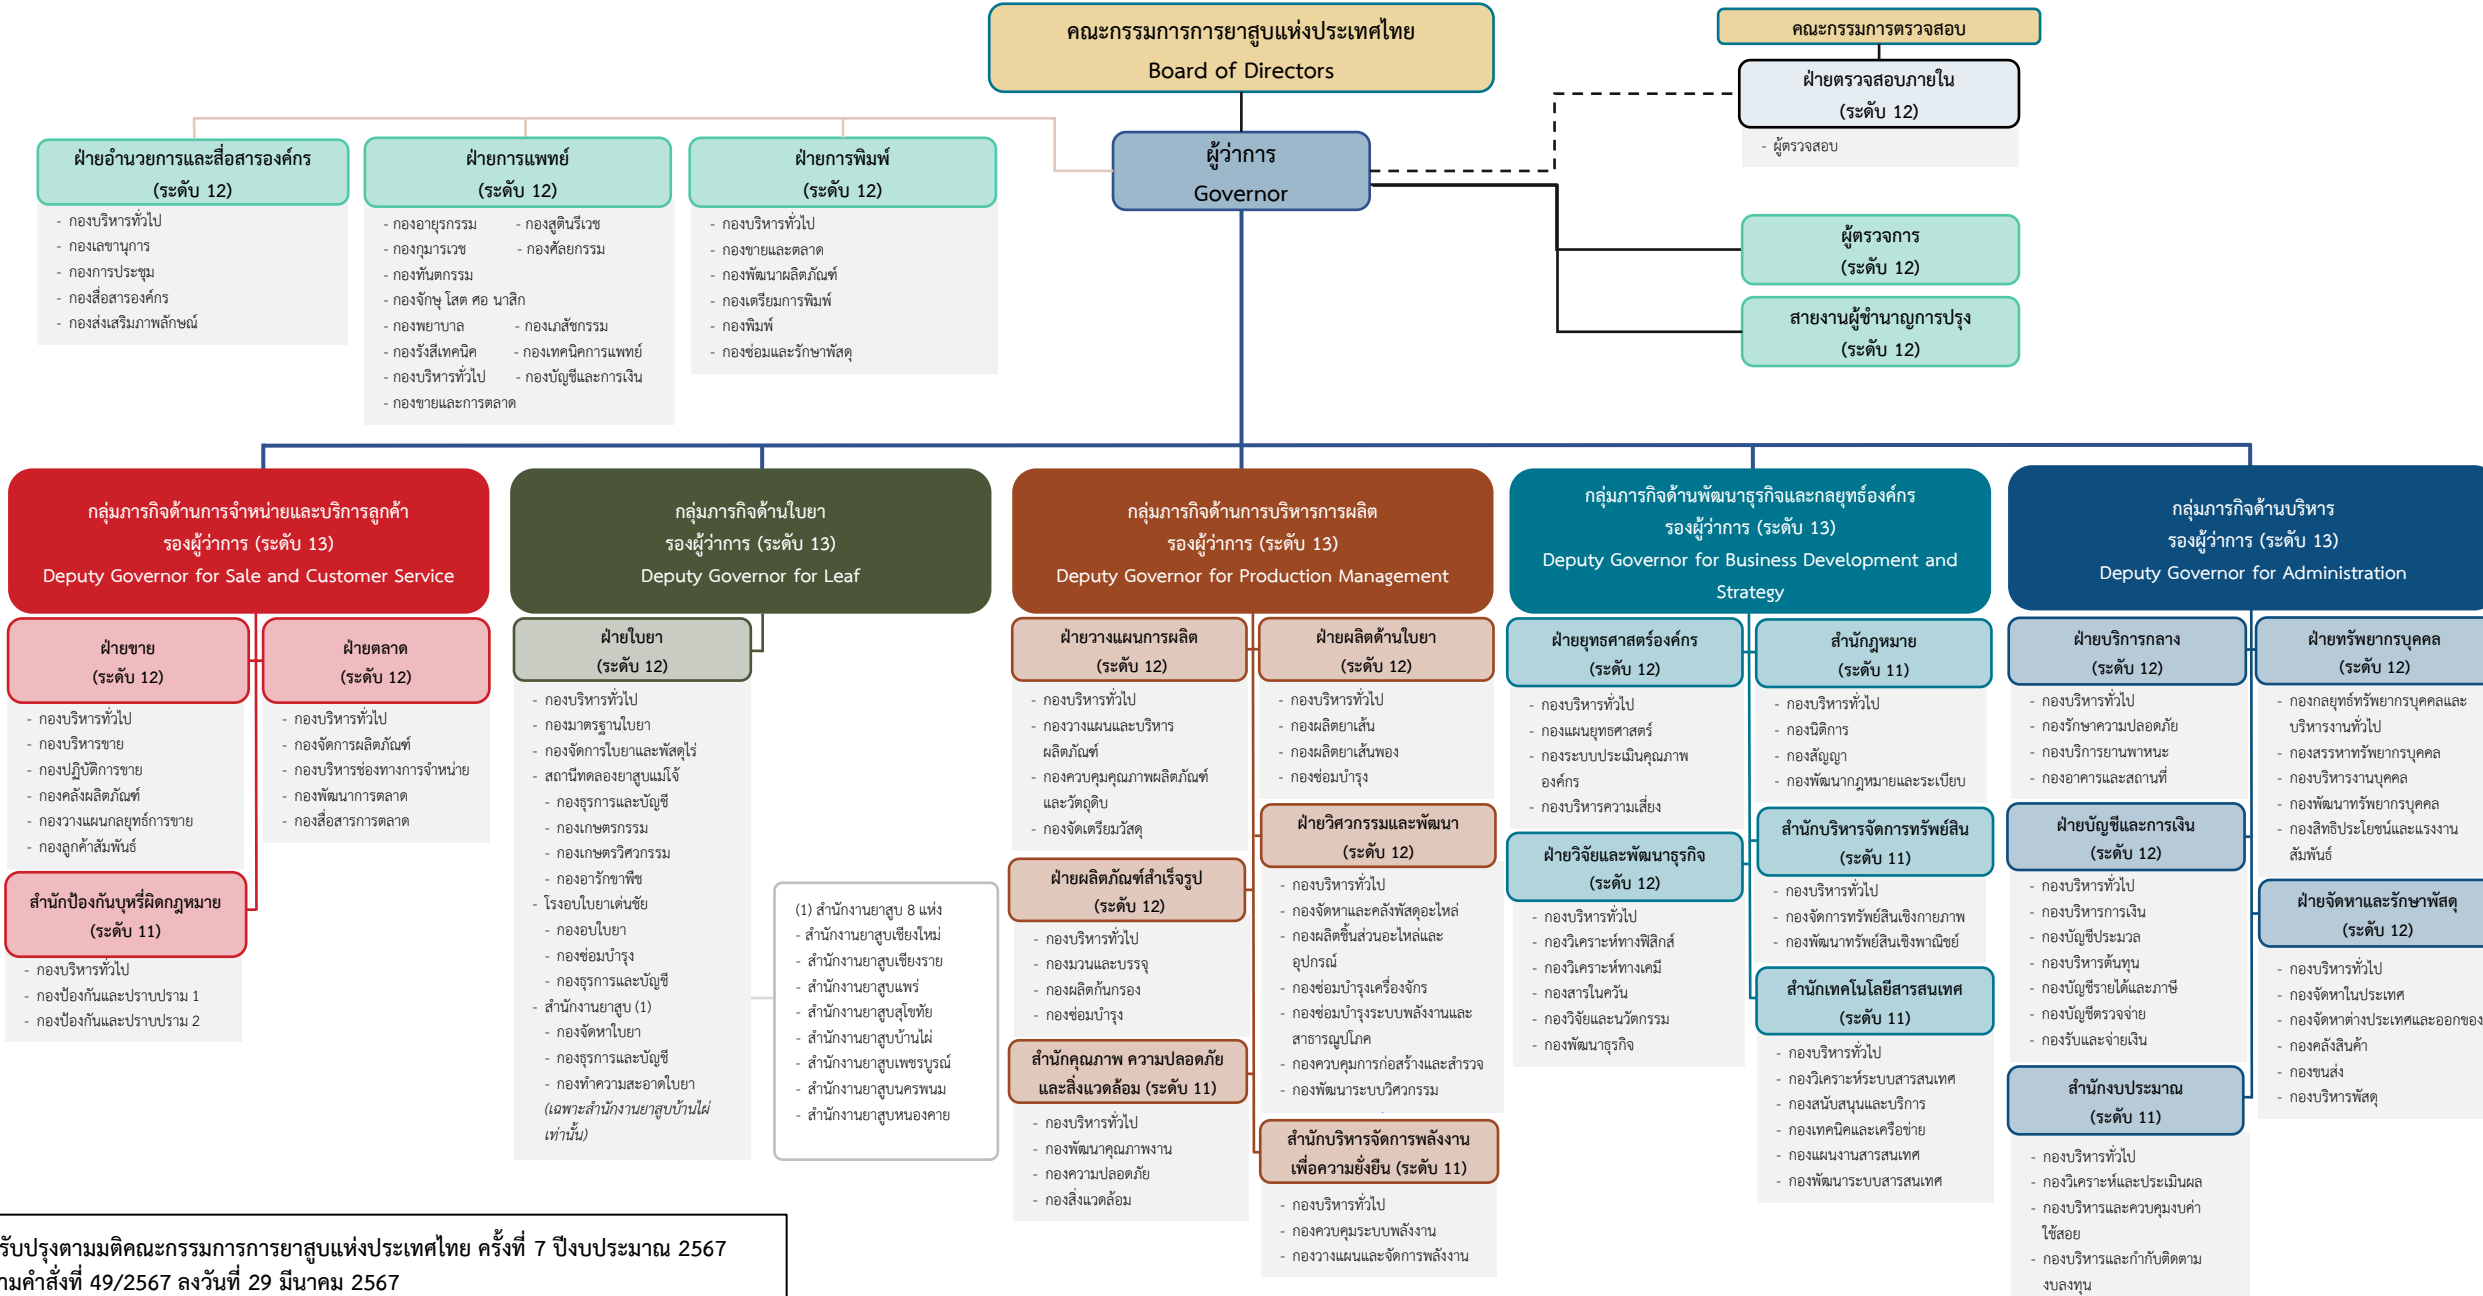 คณะกรรมการการยาสูบแห่งประเทศไทย
Board of Directors
คณะกรรมการตรวจสอบ
ฝ่ายตรวจสอบภายใน
(ระดับ 12)
- ผู้ตรวจสอบ
ผู้ว่าการ
Governor
ฝ่ายอำนวยการและสื่อสารองค์กร
(ระดับ 12)
- กองบริหารทั่วไป
- กองเลขานุการ
- กองการประชุม
- กองสื่อสารองค์กร
- กองส่งเสริมภาพลักษณ์
ฝ่ายการแพทย์
(ระดับ 12)
- กองอายุรกรรม - กองสูตินรีเวช
- กองกุมารเวช - กองศัลยกรรม
- กองทันตกรรม
- กองจักษุ โสต ศอ นาสิก
- กองพยาบาล - กองเภสัชกรรม
- กองรังสีเทคนิค - กองเทคนิคการแพทย์
- กองบริหารทั่วไป - กองบัญชีและการเงิน
- กองขายและการตลาด
ฝ่ายการพิมพ์
(ระดับ 12)
- กองบริหารทั่วไป
- กองขายและตลาด
- กองพัฒนาผลิตภัณฑ์
- กองเตรียมการพิมพ์
- กองพิมพ์
- กองซ่อมและรักษาพัสดุ
ผู้ตรวจการ
(ระดับ 12)
สายงานผู้ชำนาญการปรุง
(ระดับ 12)
กลุ่มภารกิจด้านการจำหน่ายและบริการลูกค้า
รองผู้ว่าการ (ระดับ 13)
Deputy Governor for Sale and Customer Service
ฝ่ายขาย
(ระดับ 12)
- กองบริหารทั่วไป
- กองบริหารขาย
- กองปฏิบัติการขาย
- กองคลังผลิตภัณฑ์
- กองวางแผนกลยุทธ์การขาย
- กองลูกค้าสัมพันธ์
ฝ่ายตลาด
(ระดับ 12)
- กองบริหารทั่วไป
- กองจัดการผลิตภัณฑ์
- กองบริหารช่องทางการจำหน่าย
- กองพัฒนาการตลาด
- กองสื่อสารการตลาด
สำนักป้องกันบุหรี่ผิดกฎหมาย
(ระดับ 11)
- กองบริหารทั่วไป
- กองป้องกันและปราบปราม 1
- กองป้องกันและปราบปราม 2
กลุ่มภารกิจด้านใบยา
รองผู้ว่าการ (ระดับ 13)
Deputy Governor for Leaf
ฝ่ายใบยา
(ระดับ 12)
- กองบริหารทั่วไป
- กองมาตรฐานใบยา
- กองจัดการใบยาและพัสดุไร่
- สถานีทดลองยาสูบแม่โจ้
- กองธุรการและบัญชี
- กองเกษตรกรรม
- กองเกษตรวิศวกรรม
- กองอารักขาพืช
- โรงอบใบยาเด่นชัย
- กองอบใบยา
- กองซ่อมบำรุง
- กองธุรการและบัญชี
- สำนักงานยาสูบ (1)
- กองจัดหาใบยา
- กองธุรการและบัญชี
- กองทำความสะอาดใบยา
(เฉพาะสำนักงานยาสูบบ้านไผ่
เท่านั้น)
(1) สำนักงานยาสูบ 8 แห่ง
- สำนักงานยาสูบเชียงใหม่
- สำนักงานยาสูบเชียงราย
- สำนักงานยาสูบแพร่
- สำนักงานยาสูบสุโขทัย
- สำนักงานยาสูบบ้านไผ่
- สำนักงานยาสูบเพชรบูรณ์
- สำนักงานยาสูบนครพนม
- สำนักงานยาสูบหนองคาย
กลุ่มภารกิจด้านการบริหารการผลิต
รองผู้ว่าการ (ระดับ 13)
Deputy Governor for Production Management
ฝ่ายวางแผนการผลิต
(ระดับ 12)
- กองบริหารทั่วไป
- กองวางแผนและบริหาร
ผลิตภัณฑ์
- กองควบคุมคุณภาพผลิตภัณฑ์
และวัตถุดิบ
- กองจัดเตรียมวัสดุ
ฝ่ายผลิตภัณฑ์สำเร็จรูป
(ระดับ 12)
- กองบริหารทั่วไป
- กองมวนและบรรจุ
- กองผลิตก้นกรอง
- กองซ่อมบำรุง
สำนักคุณภาพ ความปลอดภัย
และสิ่งแวดล้อม (ระดับ 11)
- กองบริหารทั่วไป
- กองพัฒนาคุณภาพงาน
- กองความปลอดภัย
- กองสิ่งแวดล้อม
ฝ่ายผลิตด้านใบยา
(ระดับ 12)
- กองบริหารทั่วไป
- กองผลิตยาเส้น
- กองผลิตยาเส้นพอง
- กองซ่อมบำรุง
ฝ่ายวิศวกรรมและพัฒนา
(ระดับ 12)
- กองบริหารทั่วไป
- กองจัดหาและคลังพัสดุอะไหล่
- กองผลิตชิ้นส่วนอะไหล่และ
อุปกรณ์
- กองซ่อมบำรุงเครื่องจักร
- กองซ่อมบำรุงระบบพลังงานและ
สาธารณูปโภค
- กองควบคุมการก่อสร้างและสำรวจ
- กองพัฒนาระบบวิศวกรรม
สำนักบริหารจัดการพลังงาน
เพื่อความยั่งยืน (ระดับ 11)
- กองบริหารทั่วไป
- กองควบคุมระบบพลังงาน
- กองวางแผนและจัดการพลังงาน
กลุ่มภารกิจด้านพัฒนาธุรกิจและกลยุทธ์องค์กร
รองผู้ว่าการ (ระดับ 13)
Deputy Governor for Business Development and
Strategy
ฝ่ายยุทธศาสตร์องค์กร
(ระดับ 12)
- กองบริหารทั่วไป
- กองแผนยุทธศาสตร์
- กองระบบประเมินคุณภาพ
องค์กร
- กองบริหารความเสี่ยง
ฝ่ายวิจัยและพัฒนาธุรกิจ
(ระดับ 12)
- กองบริหารทั่วไป
- กองวิเคราะห์ทางฟิสิกส์
- กองวิเคราะห์ทางเคมี
- กองสารในควัน
- กองวิจัยและนวัตกรรม
- กองพัฒนาธุรกิจ
สำนักกฎหมาย
(ระดับ 11)
- กองบริหารทั่วไป
- กองนิติการ
- กองสัญญา
- กองพัฒนากฎหมายและระเบียบ
สำนักบริหารจัดการทรัพย์สิน
(ระดับ 11)
- กองบริหารทั่วไป
- กองจัดการทรัพย์สินเชิงกายภาพ
- กองพัฒนาทรัพย์สินเชิงพาณิชย์
สำนักเทคโนโลยีสารสนเทศ
(ระดับ 11)
- กองบริหารทั่วไป
- กองวิเคราะห์ระบบสารสนเทศ
- กองสนับสนุนและบริการ
- กองเทคนิคและเครือข่าย
- กองแผนงานสารสนเทศ
- กองพัฒนาระบบสารสนเทศ
กลุ่มภารกิจด้านบริหาร
รองผู้ว่าการ (ระดับ 13)
Deputy Governor for Administration
ฝ่ายบริการกลาง
(ระดับ 12)
- กองบริหารทั่วไป
- กองรักษาความปลอดภัย
- กองบริการยานพาหนะ
- กองอาคารและสถานที่
ฝ่ายบัญชีและการเงิน
(ระดับ 12)
- กองบริหารทั่วไป
- กองบริหารการเงิน
- กองบัญชีประมวล
- กองบริหารต้นทุน
- กองบัญชีรายได้และภาษี
- กองบัญชีตรวจจ่าย
- กองรับและจ่ายเงิน
สำนักงบประมาณ
(ระดับ 11)
- กองบริหารทั่วไป
- กองวิเคราะห์และประเมินผล
- กองบริหารและควบคุมงบค่า
ใช้สอย
- กองบริหารและกำกับติดตาม
งบลงทุน
ฝ่ายทรัพยากรบุคคล
(ระดับ 12)
- กองกลยุทธ์ทรัพยากรบุคคลและ
บริหารงานทั่วไป
- กองสรรหาทรัพยากรบุคคล
- กองบริหารงานบุคคล
- กองพัฒนาทรัพยากรบุคคล
- กองสิทธิประโยชน์และแรงงาน
สัมพันธ์
ฝ่ายจัดหาและรักษาพัสดุ
(ระดับ 12)
- กองบริหารทั่วไป
- กองจัดหาในประเทศ
- กองจัดหาต่างประเทศและออกของ
- กองคลังสินค้า
- กองขนส่ง
- กองบริหารพัสดุ
รับปรุงตามมติคณะกรรมการการยาสูบแห่งประเทศไทย ครั้งที่ 7 ปีงบประมาณ 2567
ามคำสั่งที่ 49/2567 ลงวันที่ 29 มีนาคม 2567